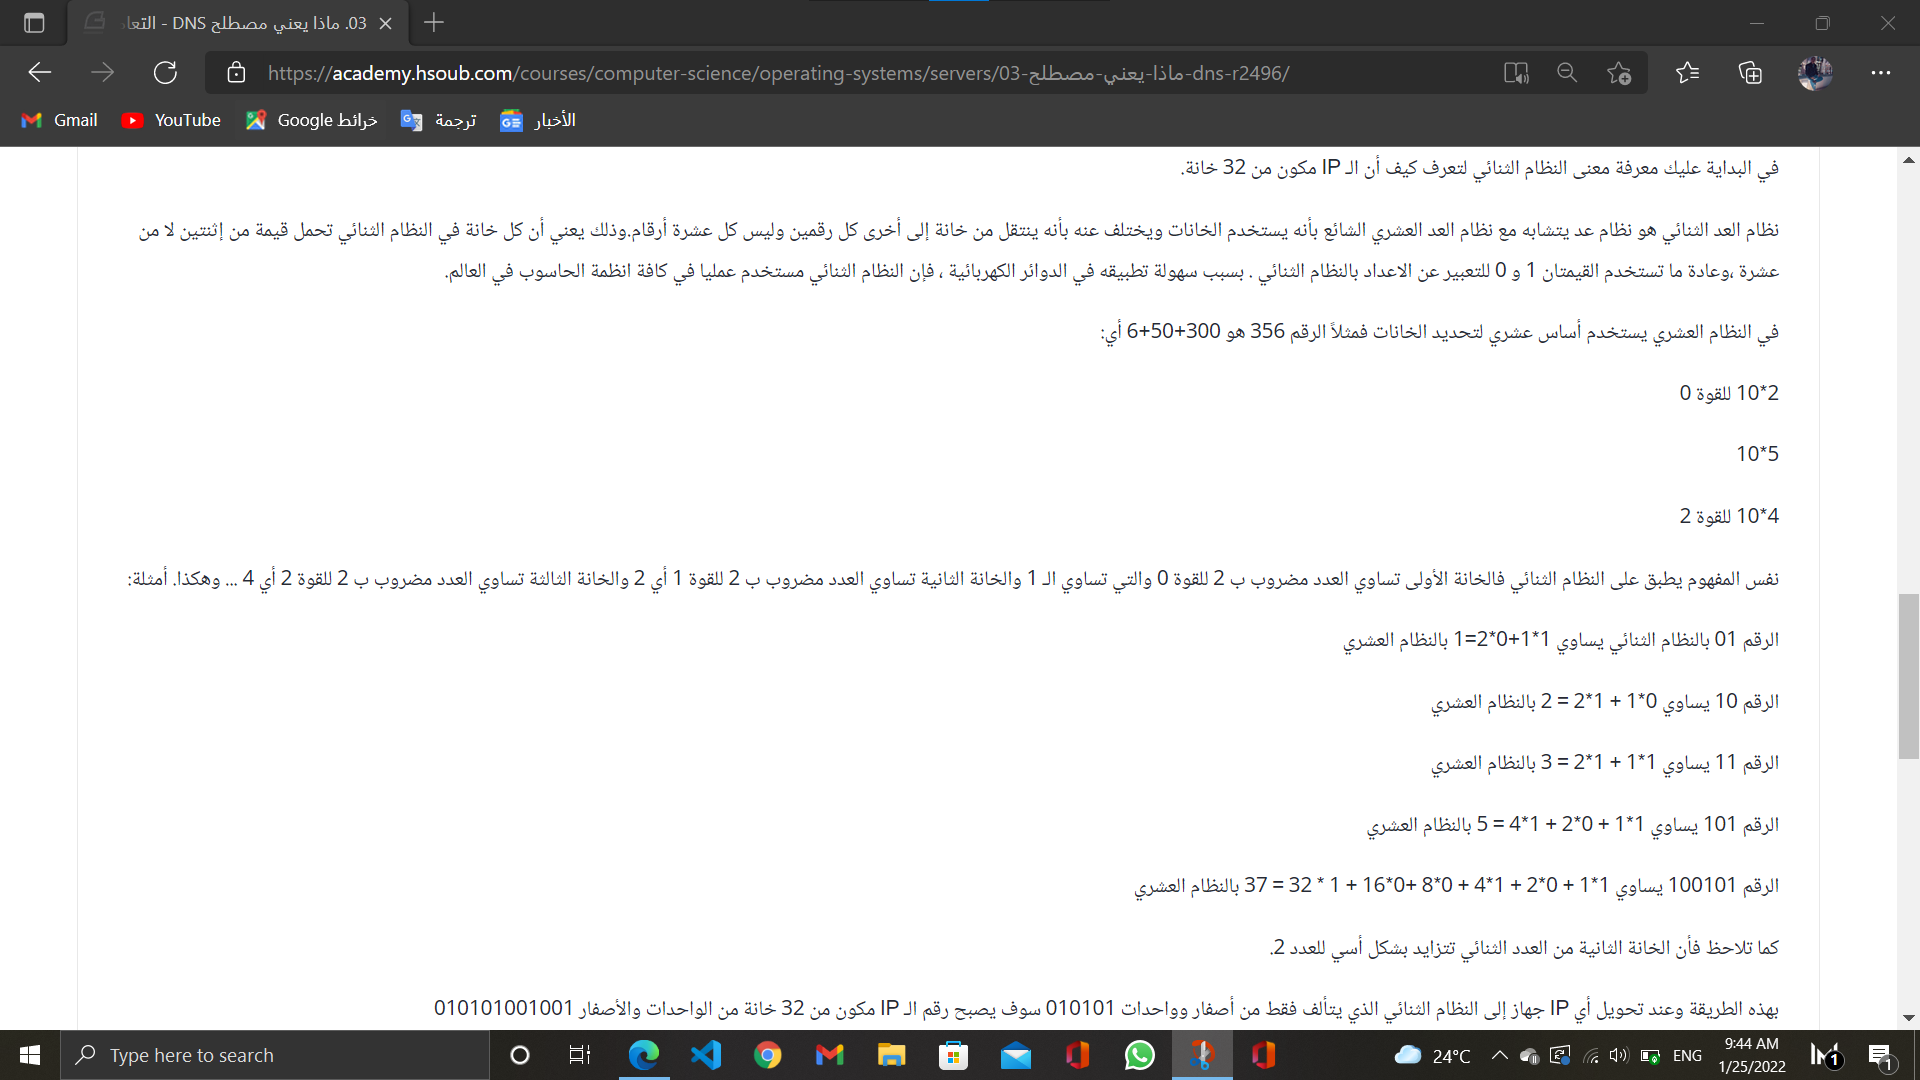 03. ماذا يعني مصطلح DNS - التعا
https://academy.hsoub.com/courses/computer-science/operating-systems/servers/03-ماذا-يعني-مصطلح-dns-r2496/
Gmail
YouTube
خرائط Google
ترجمة
الأخبار
في البداية عليك معرفة معنى النظام الثنائي لتعرف كيف أن الـ IP مكون من 32 خانة.
نظام العد الثنائي هو نظام عد يتشابه مع نظام العد العشري الشائع بأنه يستخدم الخانات ويختلف عنه بأنه ينتقل من خانة إلى أخرى كل رقمين وليس كل عشرة أرقام.وذلك يعني أن كل خانة في النظام الثنائي تحمل قيمة من إثنتين لا من
عشرة ،وعادة ما تستخدم القيمتان 1 و 0 للتعبير عن الاعداد بالنظام الثنائي . بسبب سهولة تطبيقه في الدوائر الكهربائية ، فإن النظام الثنائي مستخدم عمليا في كافة انظمة الحاسوب في العالم.
في النظام العشري يستخدم أساس عشري لتحديد الخانات فمثلاً الرقم 356 هو 300+50+6 أي:
2*10 للقوة 0
5*10
4*10 للقوة 2
نفس المفهوم يطبق على النظام الثنائي فالخانة الأولى تساوي العدد مضروب ب 2 للقوة 0 والتي تساوي الـ 1 والخانة الثانية تساوي العدد مضروب ب 2 للقوة 1 أي 2 والخانة الثالثة تساوي العدد مضروب ب 2 للقوة 2 أي 4 ... وهكذا. أمثلة:
الرقم 01 بالنظام الثنائي يساوي 1*1+0*2=1 بالنظام العشري
الرقم 10 يساوي 0*1 + 1*2 = 2 بالنظام العشري
الرقم 11 يساوي 1*1 + 1*2 = 3 بالنظام العشري
الرقم 101 يساوي 1*1 + 0*2 + 1*4 = 5 بالنظام العشري
الرقم 100101 يساوي 1*1 + 0*2 + 1*4 + 0*8 +0*16 + 1 * 32 = 37 بالنظام العشري
كما تلاحظ فأن الخانة الثانية من العدد الثنائي تتزايد بشكل أسي للعدد 2.
بهذه الطريقة وعند تحويل أي IP جهاز إلى النظام الثنائي الذي يتألف فقط من أصفار وواحدات 010101 سوف يصبح رقم الـ IP مكون من 32 خانة من الواحدات والأصفار 010101001001
Type here to search
24°C
ENG
9:44 AM
1/25/2022
1
1